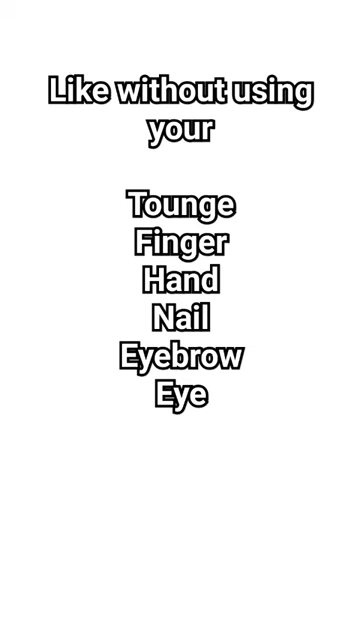 Like without using
your
Tounge
Finger
Hand
Nail
Eyebrow
Eye